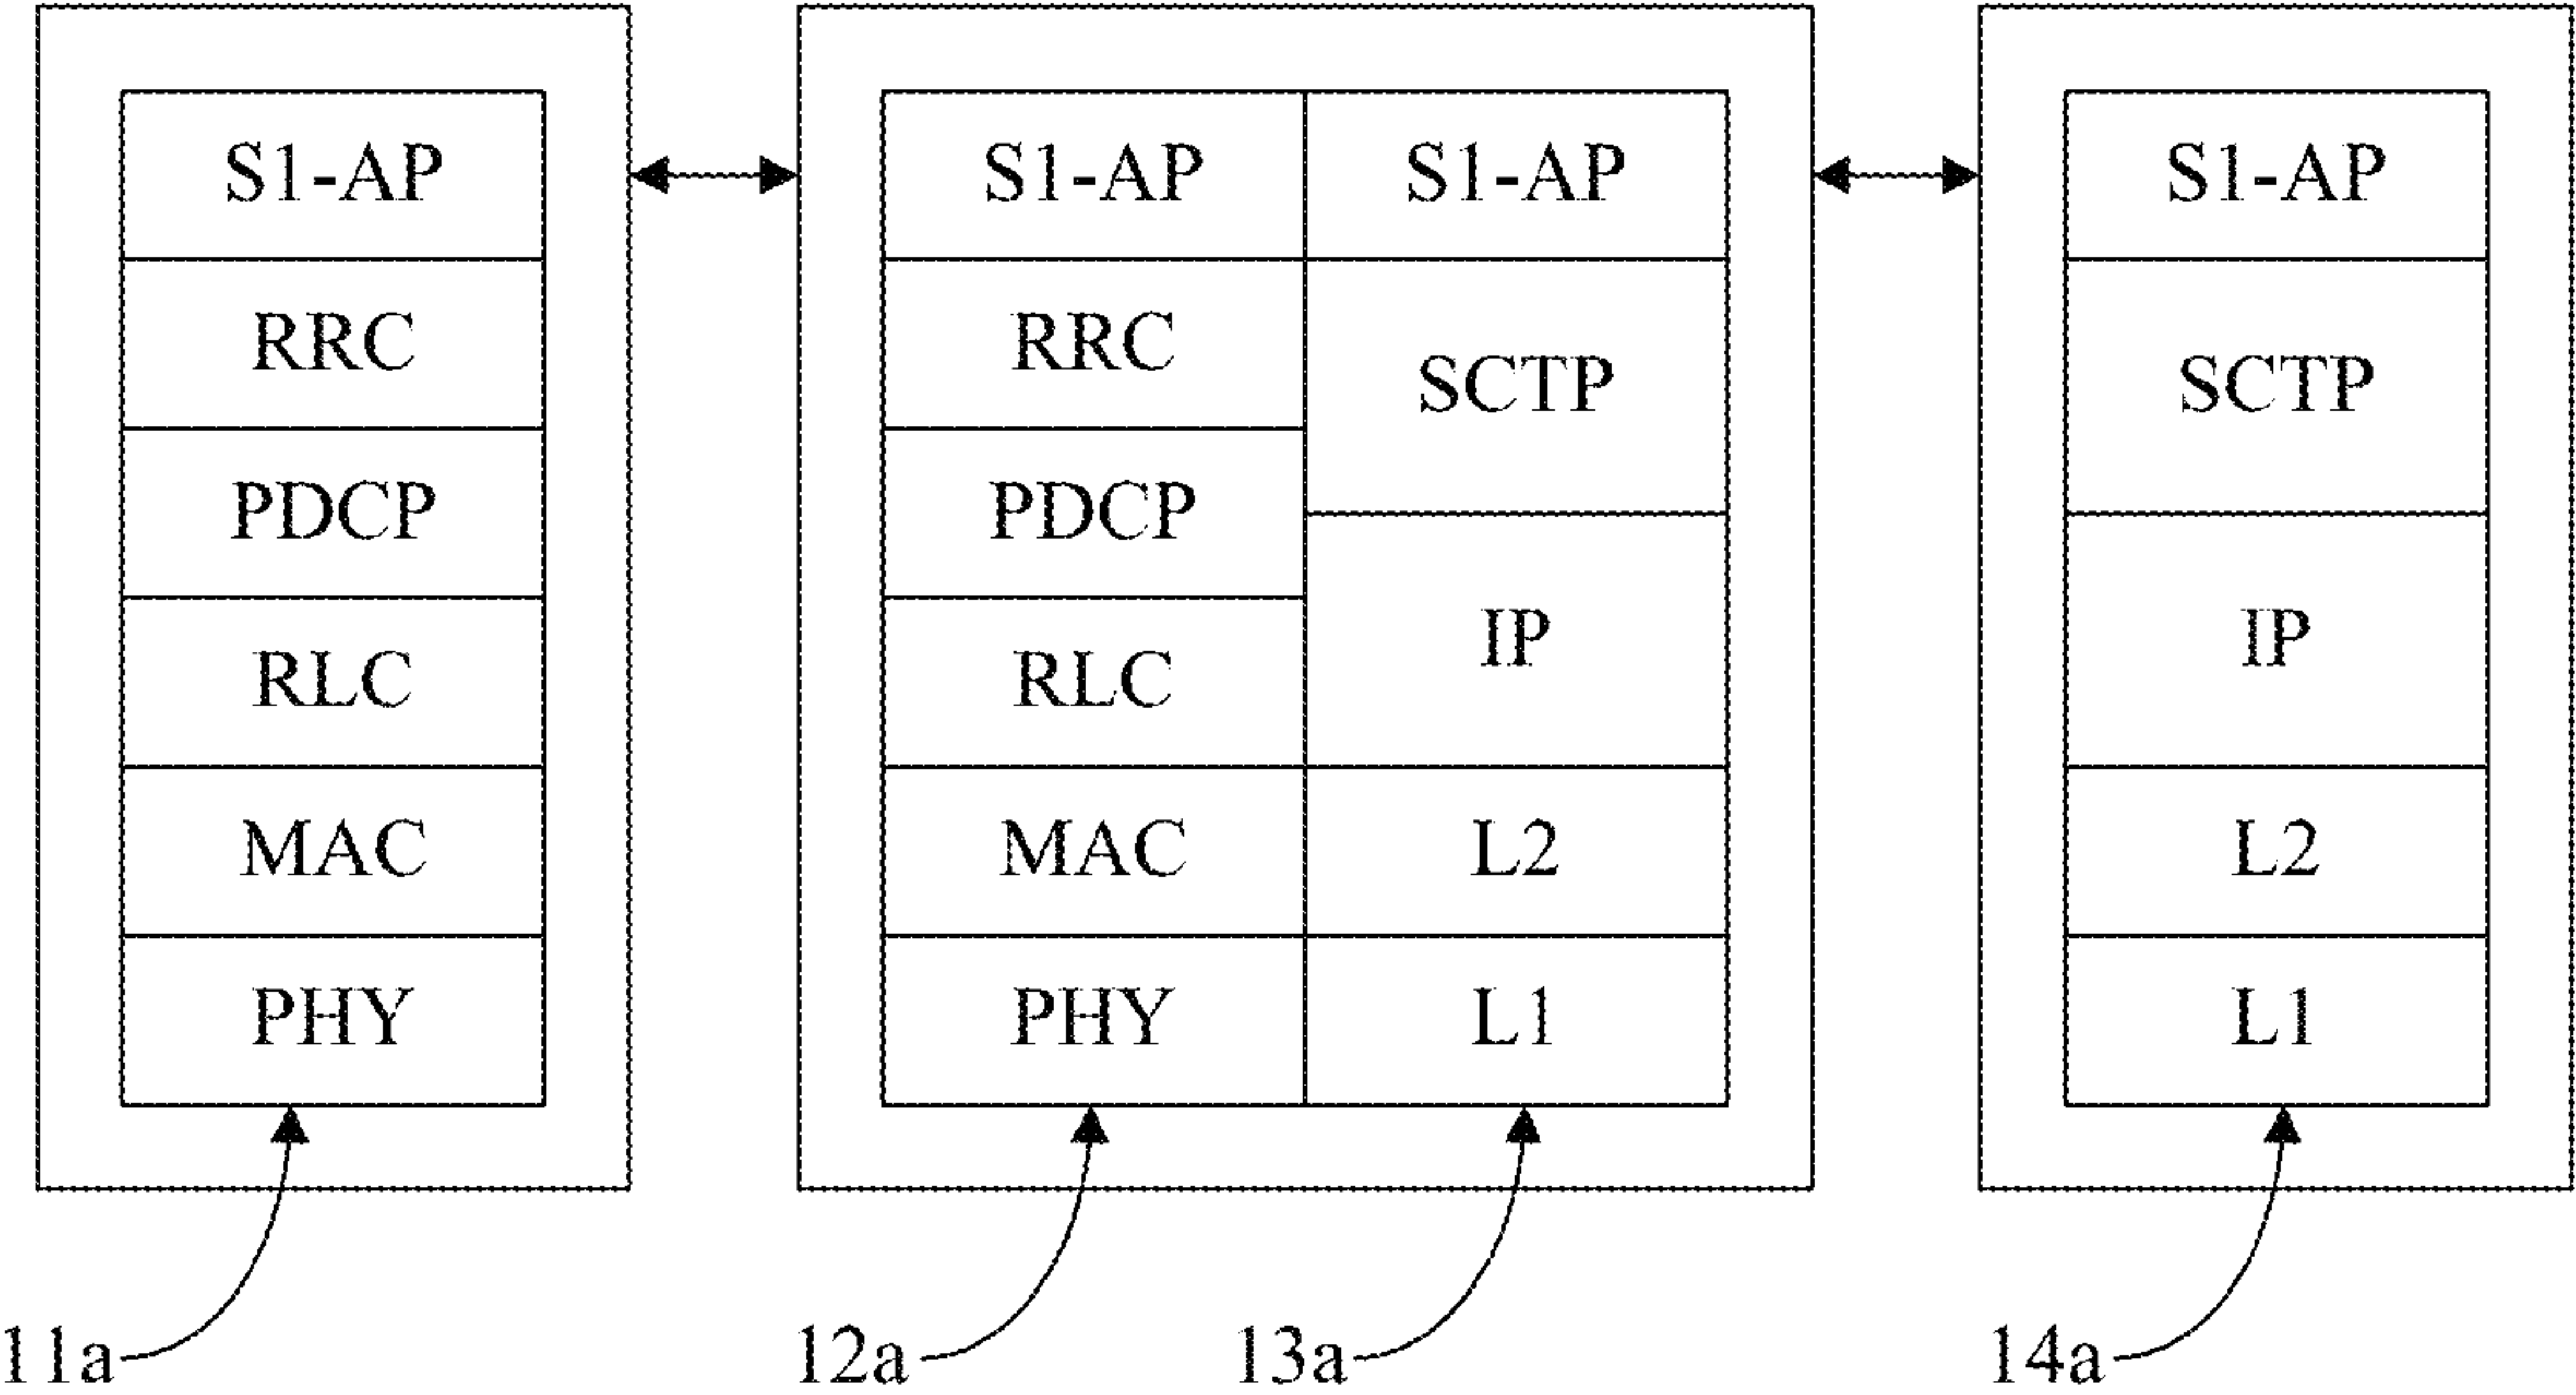 S1-AP
RRC
PDCP
RLC
MAC
PHY
S1-AP
RRC
PDCP
RLC
MAC
PHY
S1-AP
SCTP
IP
L2
L1
S1-AP
SCTP
IP
L2
L1
11a
12a
13a
14a